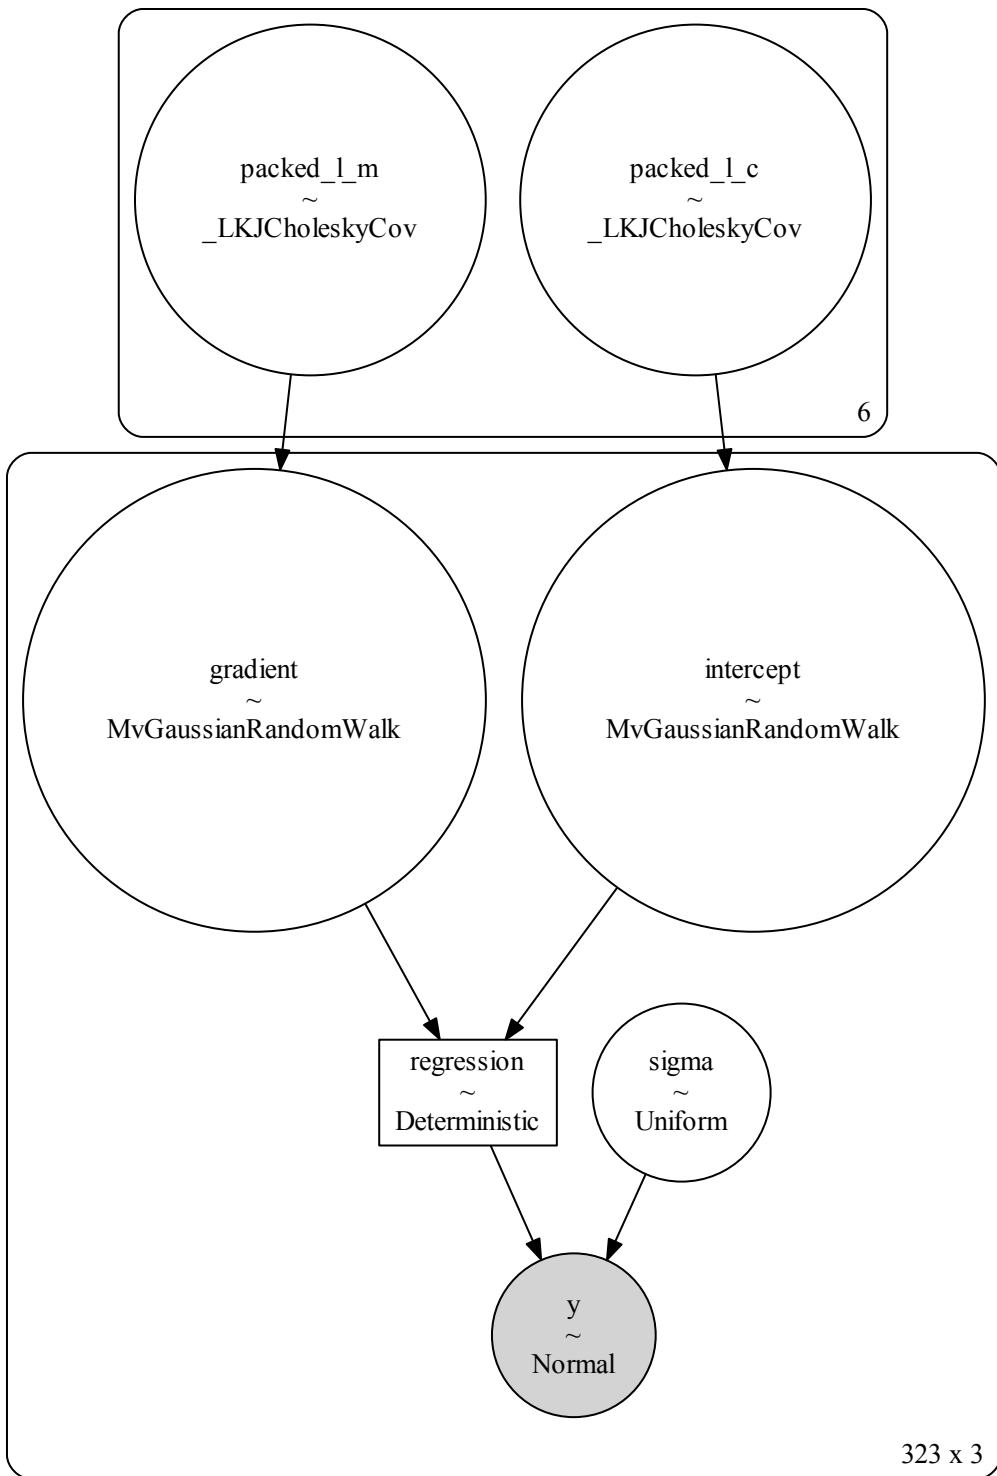 packed_l_m
~
_LKJCholeskyCov
packed_l_c
~
_LKJCholeskyCov
6
gradient
~
MvGaussianRandomWalk
intercept
~
MvGaussianRandomWalk
regression
~
Deterministic
sigma
~
Uniform
y
~
Normal
323 x 3